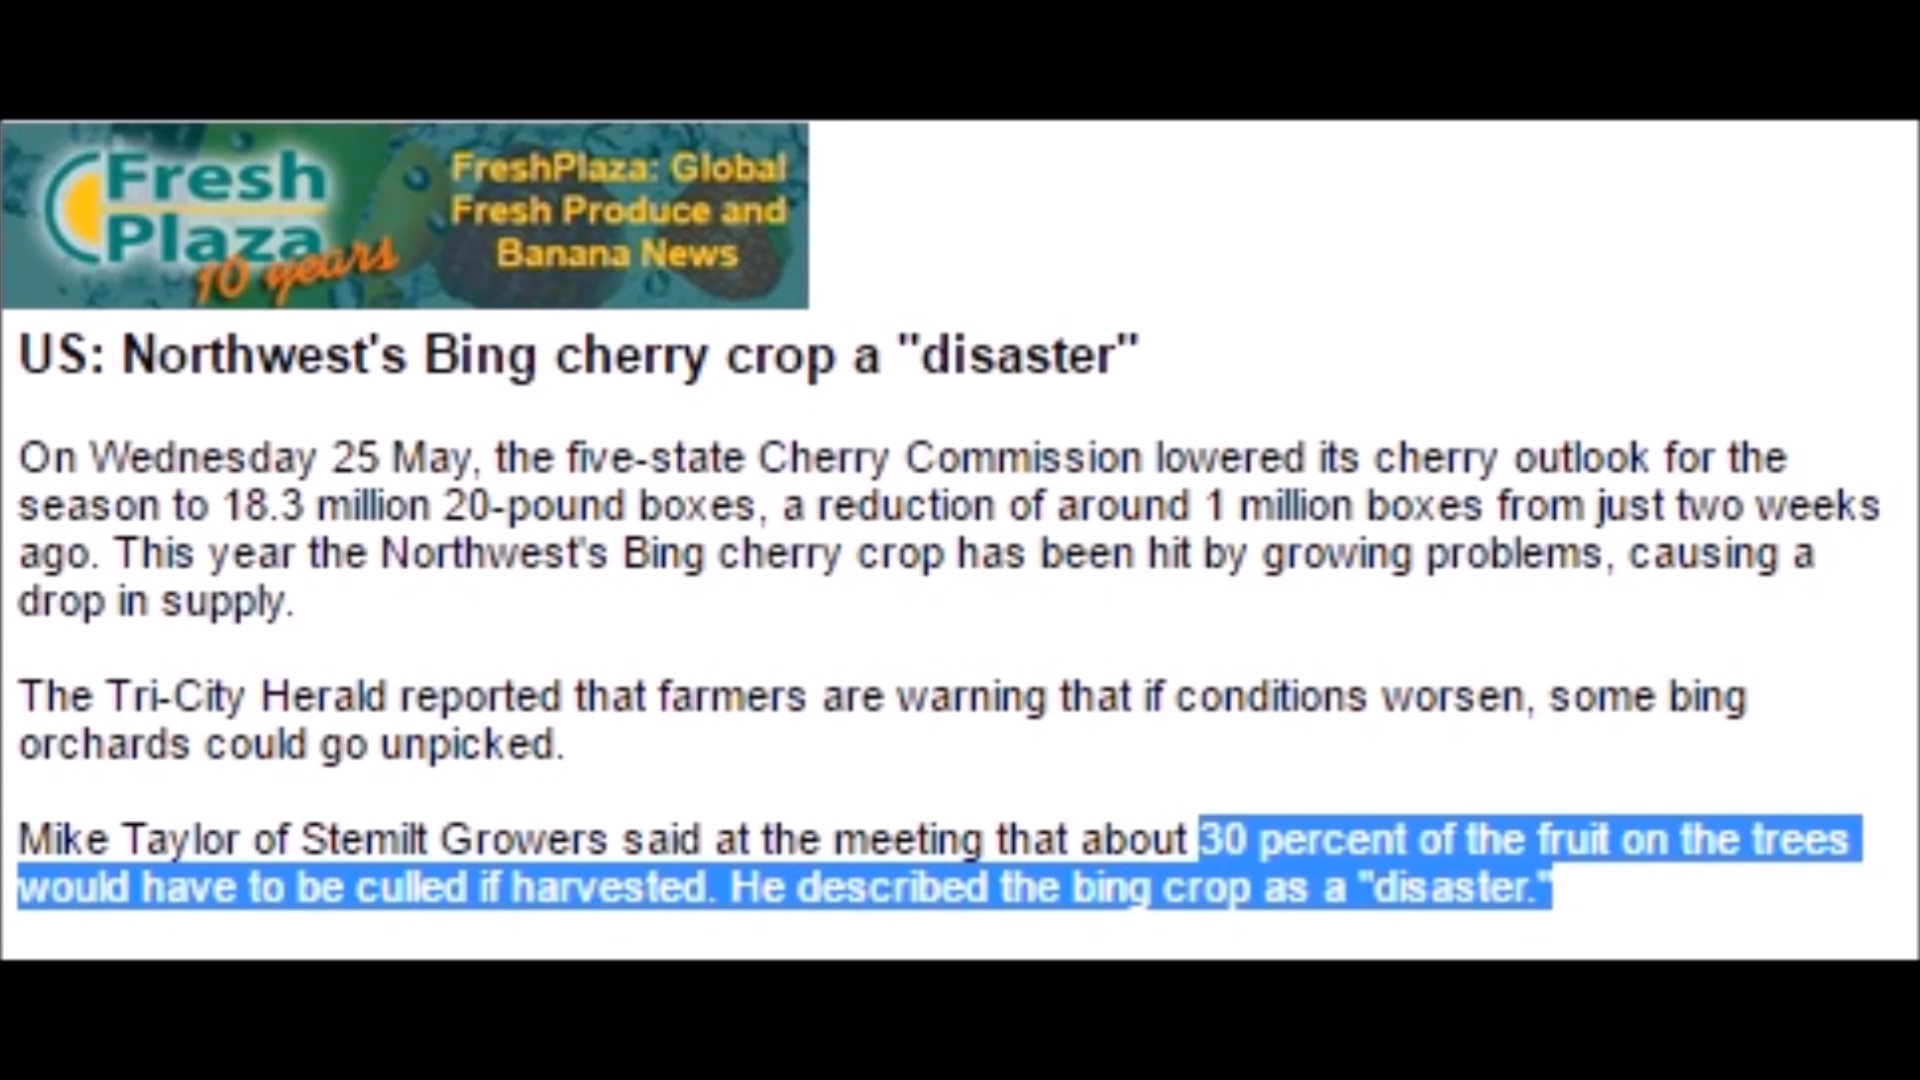 Fresh
Plaza
10 years
FreshPlaza: Global
Fresh Produce and
Banana News
US: Northwest's Bing cherry crop a "disaster"
On Wednesday 25 May, the five-state Cherry Commission lowered its cherry outlook for the
season to 18.3 million 20-pound boxes, a reduction of around 1 million boxes from just two weeks
ago. This year the Northwest's Bing cherry crop has been hit by growing problems, causing a
drop in supply.
The Tri-City Herald reported that farmers are warning that if conditions worsen, some bing
orchards could go unpicked.
Mike Taylor of Stemilt Growers said at the meeting that about 30 percent of the fruit on the trees
would have to be culled if harvested. He described the bing crop as a "disaster."